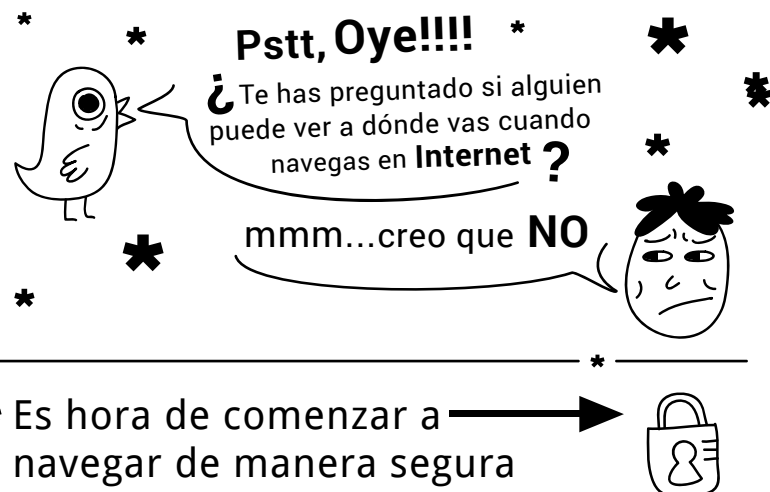 Pstt, Oye!!!!
¿Te has preguntado si alguien
puede ver a dónde vas cuando
navegas en Internet ?
mmm...creo que NO
Es hora de comenzar a
navegar de manera segura